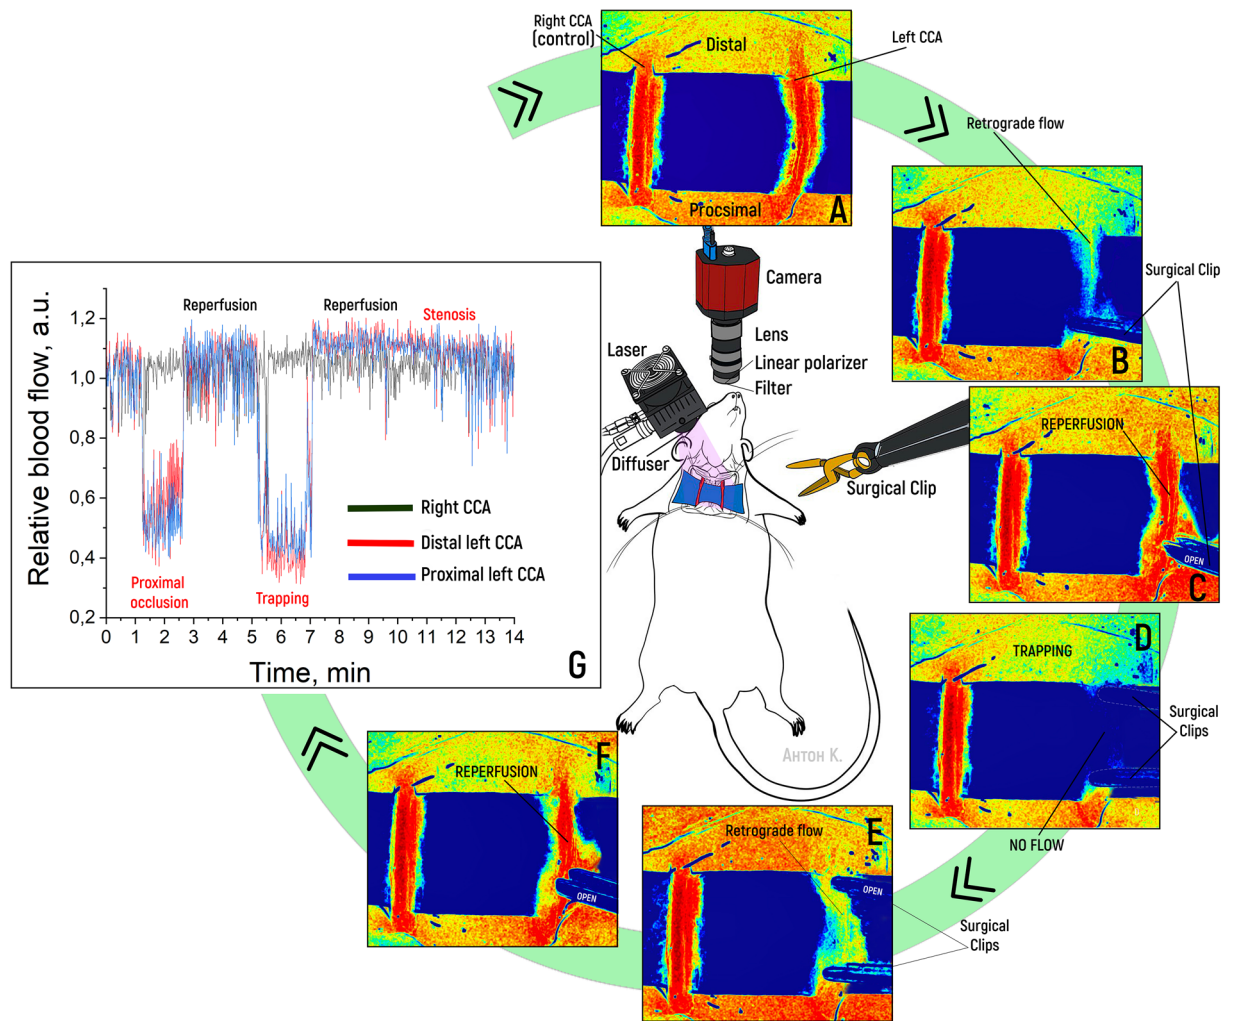 Right CCA
(control)
Distal
Left CCA
Procsimal
A
Retrograde flow
Surgical Clip
B
REPERFUSION
OPEN
C
TRAPPING
D
Surgical
Clips
NO FLOW
Retrograde flow
E
OPEN
Surgical
Clips
REPERFUSION
F
OPEN
Camera
Lens
Linear polarizer
Filter
Laser
Diffuser
Surgical Clip
Антон К.
Relative blood flow, a.u.
1,2
1,0
0,8
0,6
0,4
0,2
Reperfusion
Reperfusion
Stenosis
Right CCA
Distal left CCA
Proximal left CCA
Proximal
occlusion
Trapping
0 1 2 3 4 5 6 7 8 9 10 11 12 13 14
Time, min
G